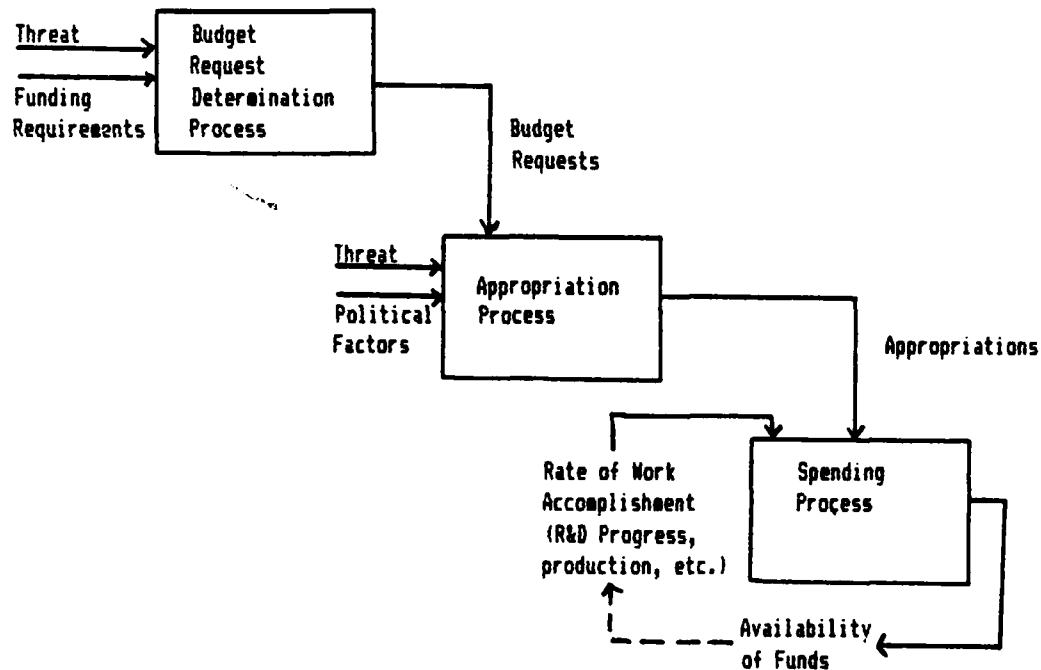 Threat
Funding
Requirements
Budget
Request
Determination
Process
Budget
Requests
Threat
Political
Factors
Appropriation
Process
Appropriations
Rate of Work
Accomplishment
(R&D Progress,
production, etc.)
Spending
Process
Availability
of Funds